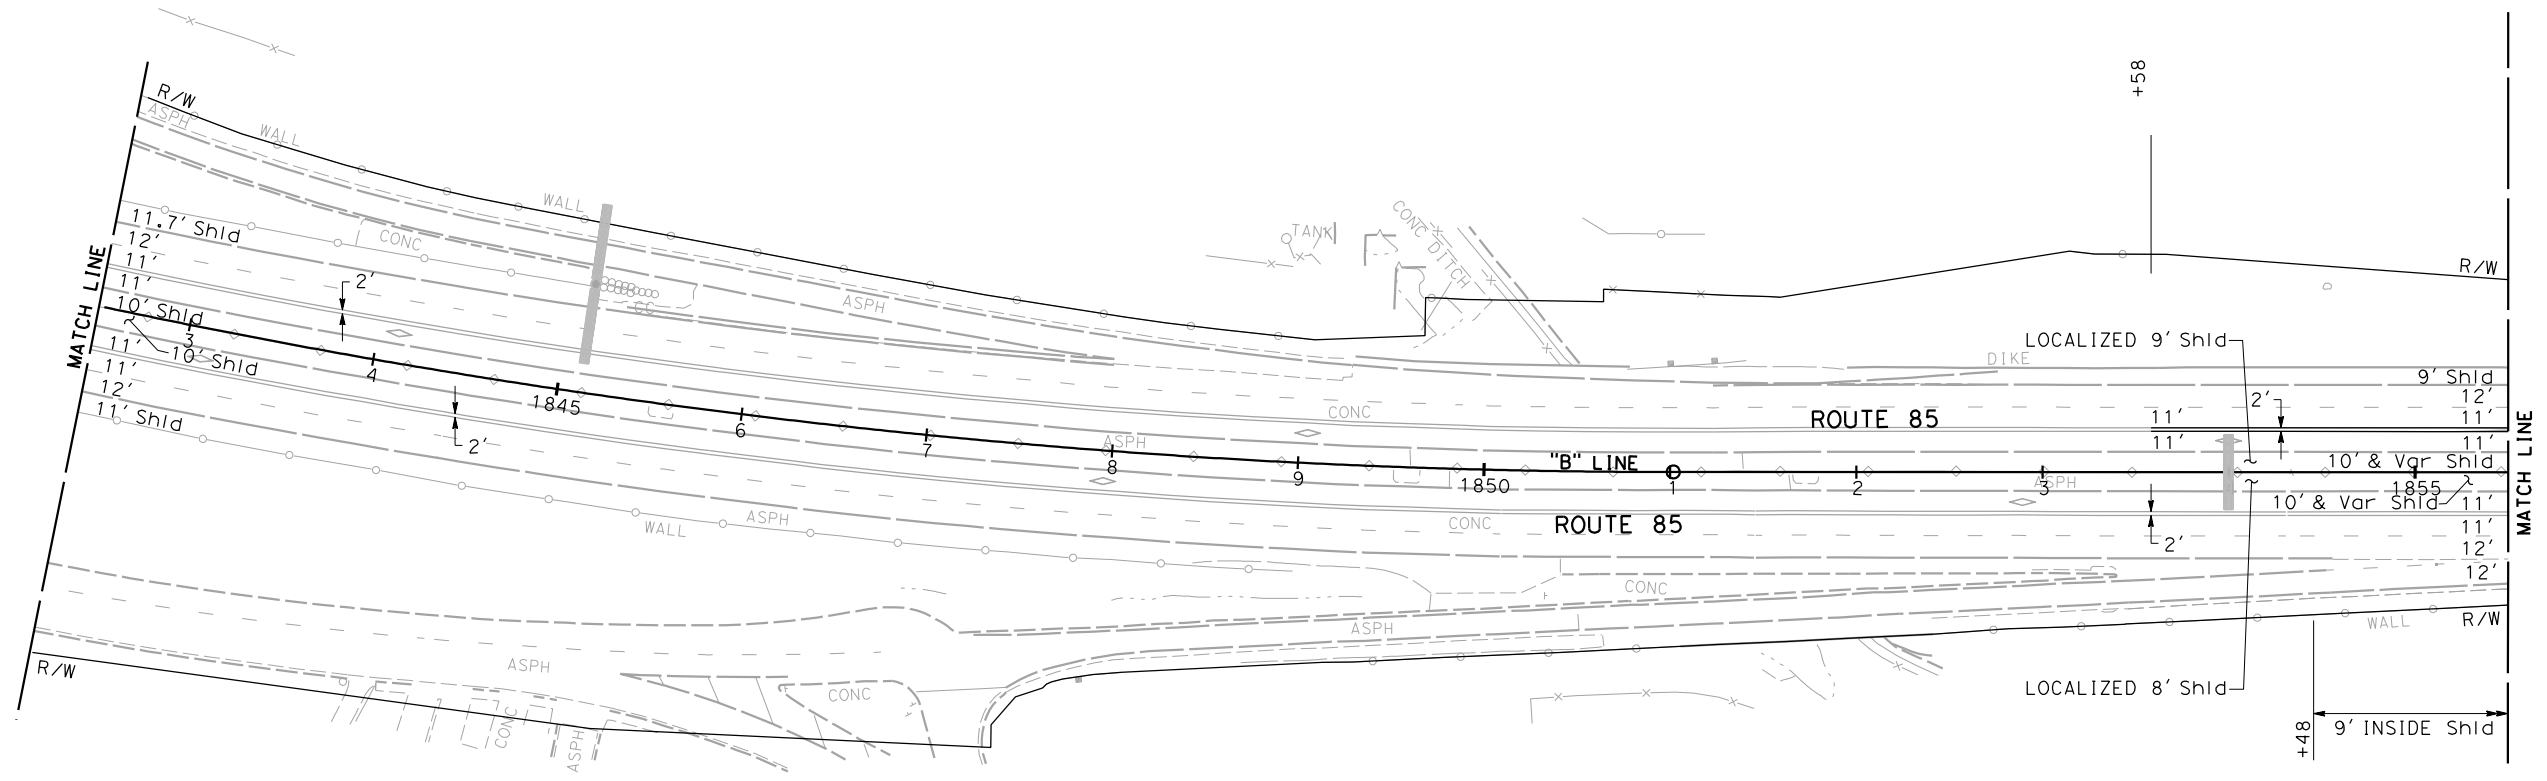 +58
R/W
ASPH
WALL
WALL
11.7' Shld
12'
11'
11'
10' Shld
MATCH LINE
CONC
2'
CC
ASPH
TANK
CONC DITCH
R/W
LOCALIZED 9' Shld
DIKE
9' Shld
12'
11'
11'
2'
11'
11'
MATCH LINE
10' & Var Shld
10' & Var Shld
11'
11'
12'
12'
3
4
1845
6
7
8
9
1850
1
2
3
1855
10' Shld
11'
11'
12'
11' Shld
2'
CONC
ASPH
"B" LINE
ROUTE 85
ASPH
ROUTE 85
CONC
2'
WALL
ASPH
CONC
ASPH
WALL
R/W
R/W
ASPH
CONC
CONC
ASPH
LOCALIZED 8' Shld
+48
9' INSIDE Shld